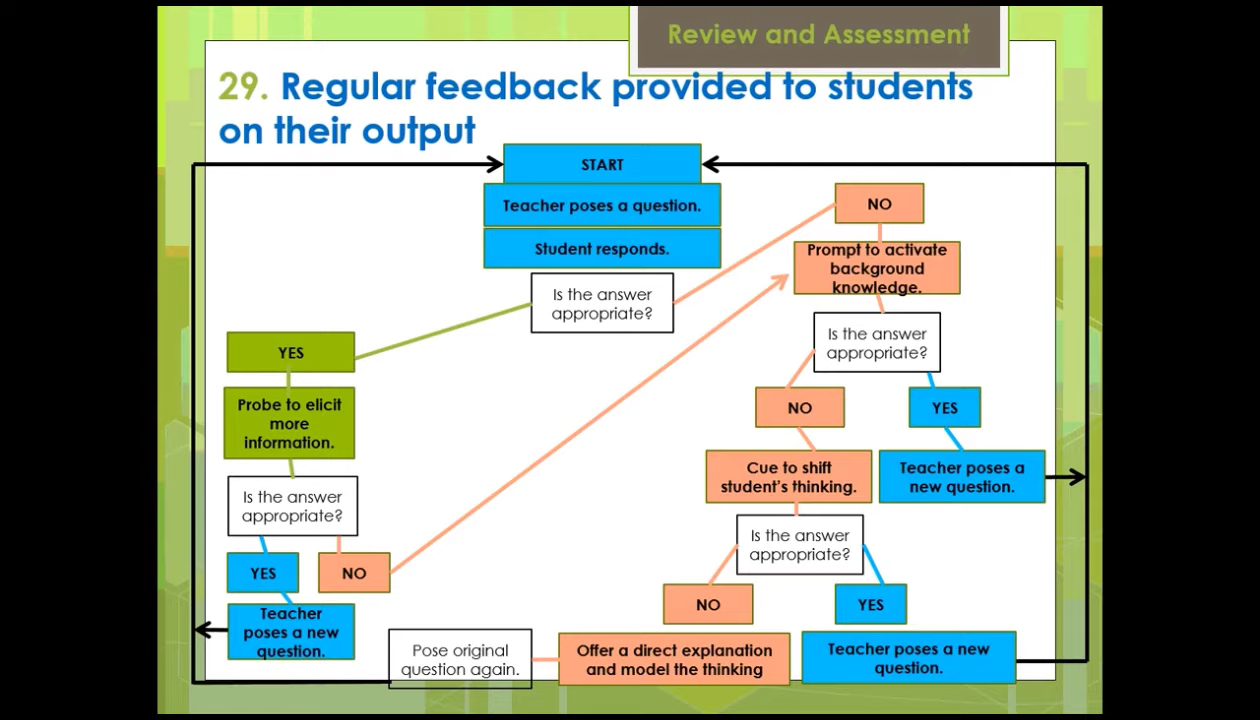 Review and Assessment
29. Regular feedback provided to students
on their output
START
Teacher poses a question.
Student responds.
Is the answer
appropriate?
YES
Probe to elicit
more
information.
Is the answer
appropriate?
YES
NO
Teacher
poses a new
question.
NO
Prompt to activate
background
knowledge.
Is the answer
appropriate?
NO
YES
Cue to shift
student's thinking.
Teacher poses a
new question.
Is the answer
appropriate?
NO
YES
Pose original
question again.
Offer a direct explanation
and model the thinking
Teacher poses a new
question.